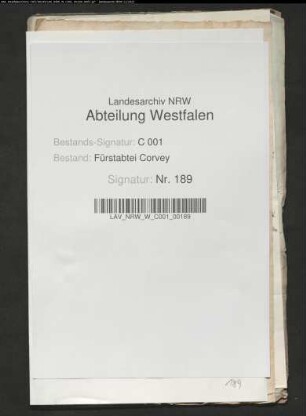 Landesarchiv NRW
Abteilung Westfalen
Bestands-Signatur: C 001
Bestand: Fürstabtei Corvey
Signatur: Nr. 189
LAV_NRW_W_C001_00189
189